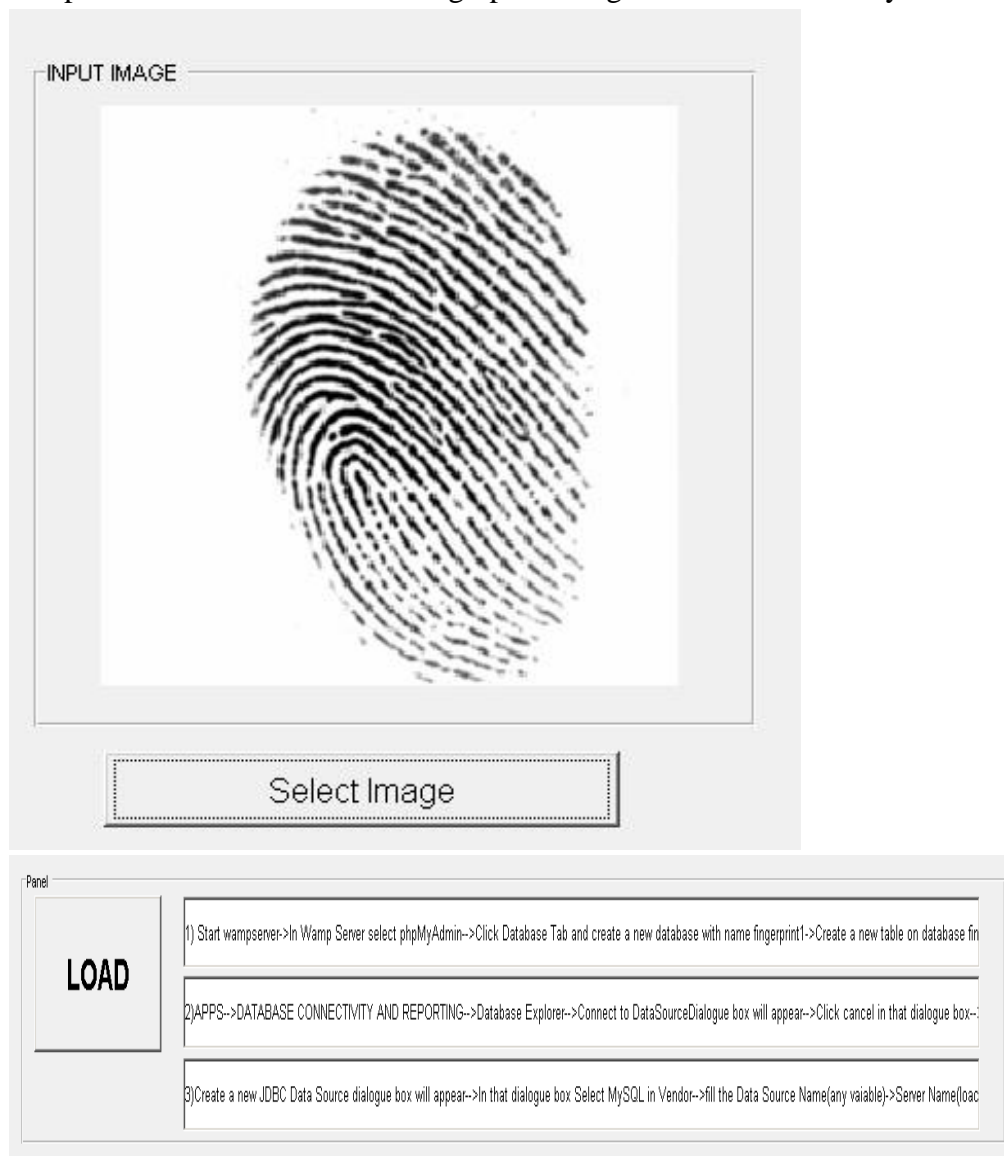 INPUT IMAGE
Select Image
Panel
LOAD
1) Start wampserver->In Wamp Server select phpMyAdmin-->Click Database Tab and create a new database with name fingerprint1->Create a new table on database fin
2)APPS-->DATABASE CONNECTIVITY AND REPORTING-->Database Explorer-->Connect to DataSourceDialogue box will appear-->Click cancel in that dialogue box--
3)Create a new JDBC Data Source dialogue box will appear-->In that dialogue box Select MySQL in Vendor-->fill the Data Source Name(any vaiable)->Server Name(loac